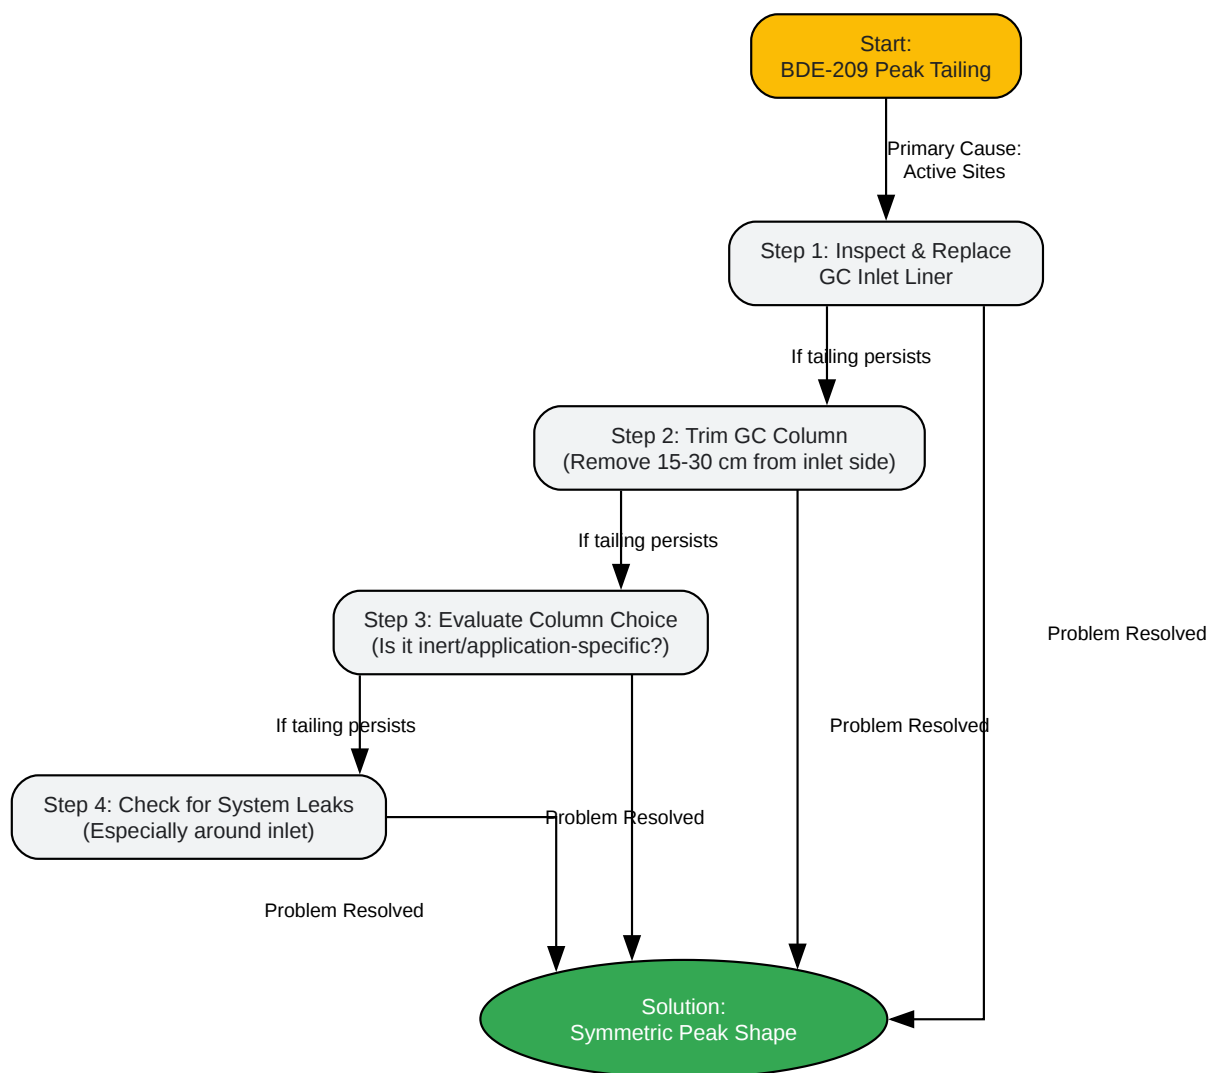 Start:
BDE-209 Peak Tailing
Primary Cause:
Active Sites
Step 1: Inspect & Replace
GC Inlet Liner
If tailing persists
Step 2: Trim GC Column
(Remove 15-30 cm from inlet side)
If tailing persists
Step 3: Evaluate Column Choice
(Is it inert/application-specific?)
Problem Resolved
If tailing persists
Problem Resolved
Step 4: Check for System Leaks
(Especially around inlet)
Problem Resolved
Problem Resolved
Solution:
Symmetric Peak Shape